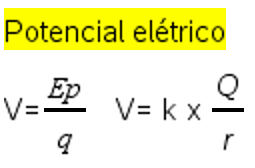 Potencial elétrico
V= Ep/q V= k x Q/r